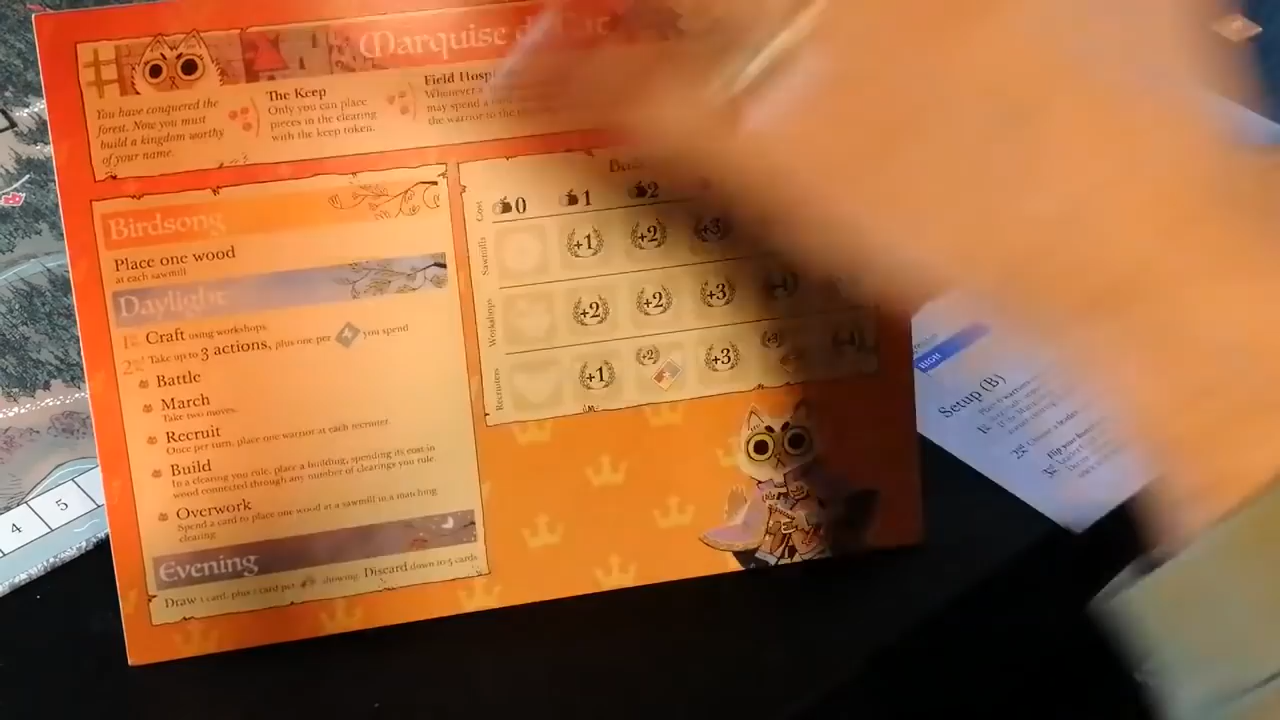 Marquise de Cat
You have conquered the
forest. Now you must
build a kingdom worthy
of your name.
The Keep
Only you can place
pieces in the clearing
with the keep token.
Field
Whenever a
may spend a
the warrior to the
Birdsong
Place one wood
at each sawmill
Daylight
1st Craft using workshops
2nd Take up to 3 actions, plus one per you spend
Battle
March
Take two moves.
Recruit
Once per turn, place one warrior at each recruiter.
Build
In a clearing you rule, place a building, spending its cost in
wood connected through any number of clearings you rule.
Overwork
Spend a card to place one wood at a sawmill in a matching
clearing
Evening
Draw 1 card, plus 1 card per showing. Discard down to 5 cards.
Cost 0 1 2
Sawmills +1 +2 +3
Workshops +2 +2 +3
Recruiters +1 +2 +3 +3 +4
4 5
HIGH
Setup (B)